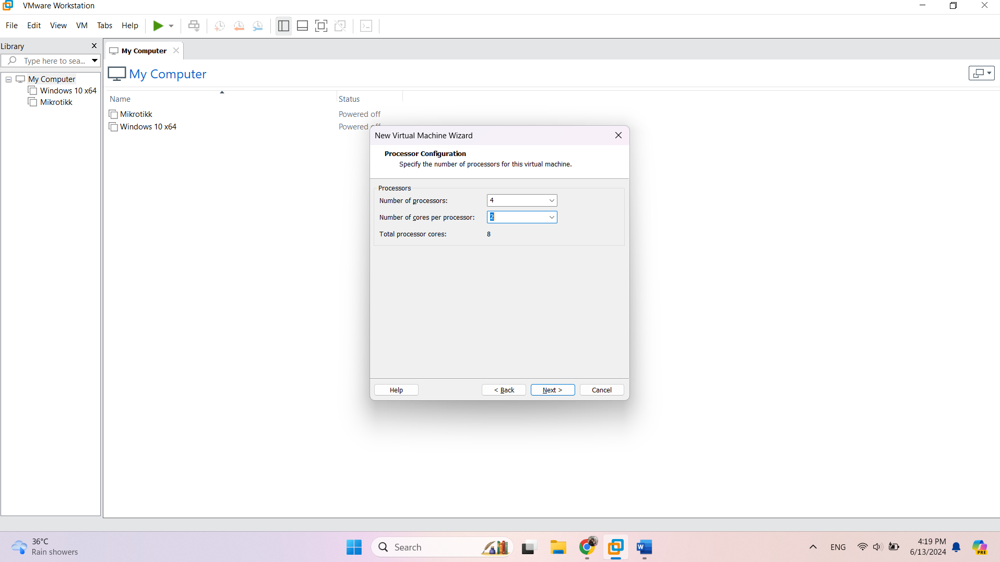 VMware Workstation
File Edit View VM Tabs Help
Library
Type here to sea...
My Computer
Windows 10 x64
Mikrotikk
My Computer
My Computer
Name Status
Mikrotikk Powered off
Windows 10 x64 Powered off
New Virtual Machine Wizard
Processor Configuration
Specify the number of processors for this virtual machine.
Processors
Number of processors: 4
Number of cores per processor: 2
Total processor cores: 8
Help < Back Next > Cancel
36°C
Rain showers
Search
W
ENG
4:19 PM
6/13/2024
PRE